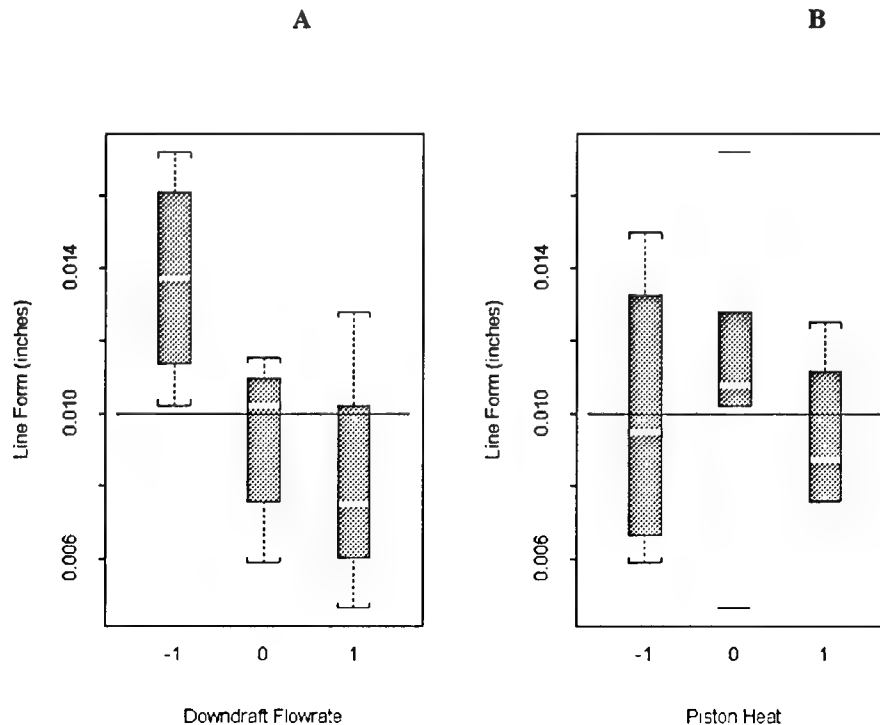 A
B
Line Form (inches)
0.014
0.010
0.006
-1 0 1
Downdraft Flowrate
Line Form (inches)
0.014
0.010
0.006
-1 0 1
Piston Heat